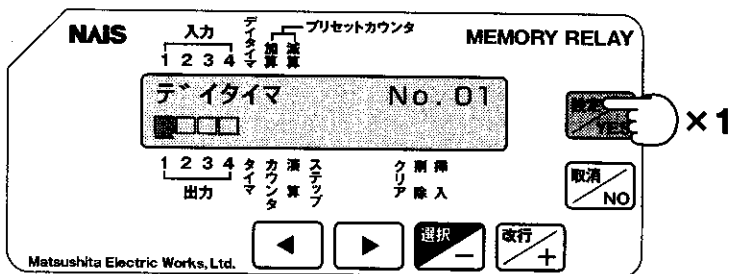 NAIS
入力
デイタイマ
加算
減算
プリセットカウンタ
MEMORY RELAY
1 2 3 4
デイタイマ No. 01
1 2 3 4
出力
タイマ
カウンタ
演算
ステップ
クリア
削除
挿入
設定/YES
×1
取消/NO
◀
▶
選択/−
改行/+
Matsushita Electric Works, Ltd.